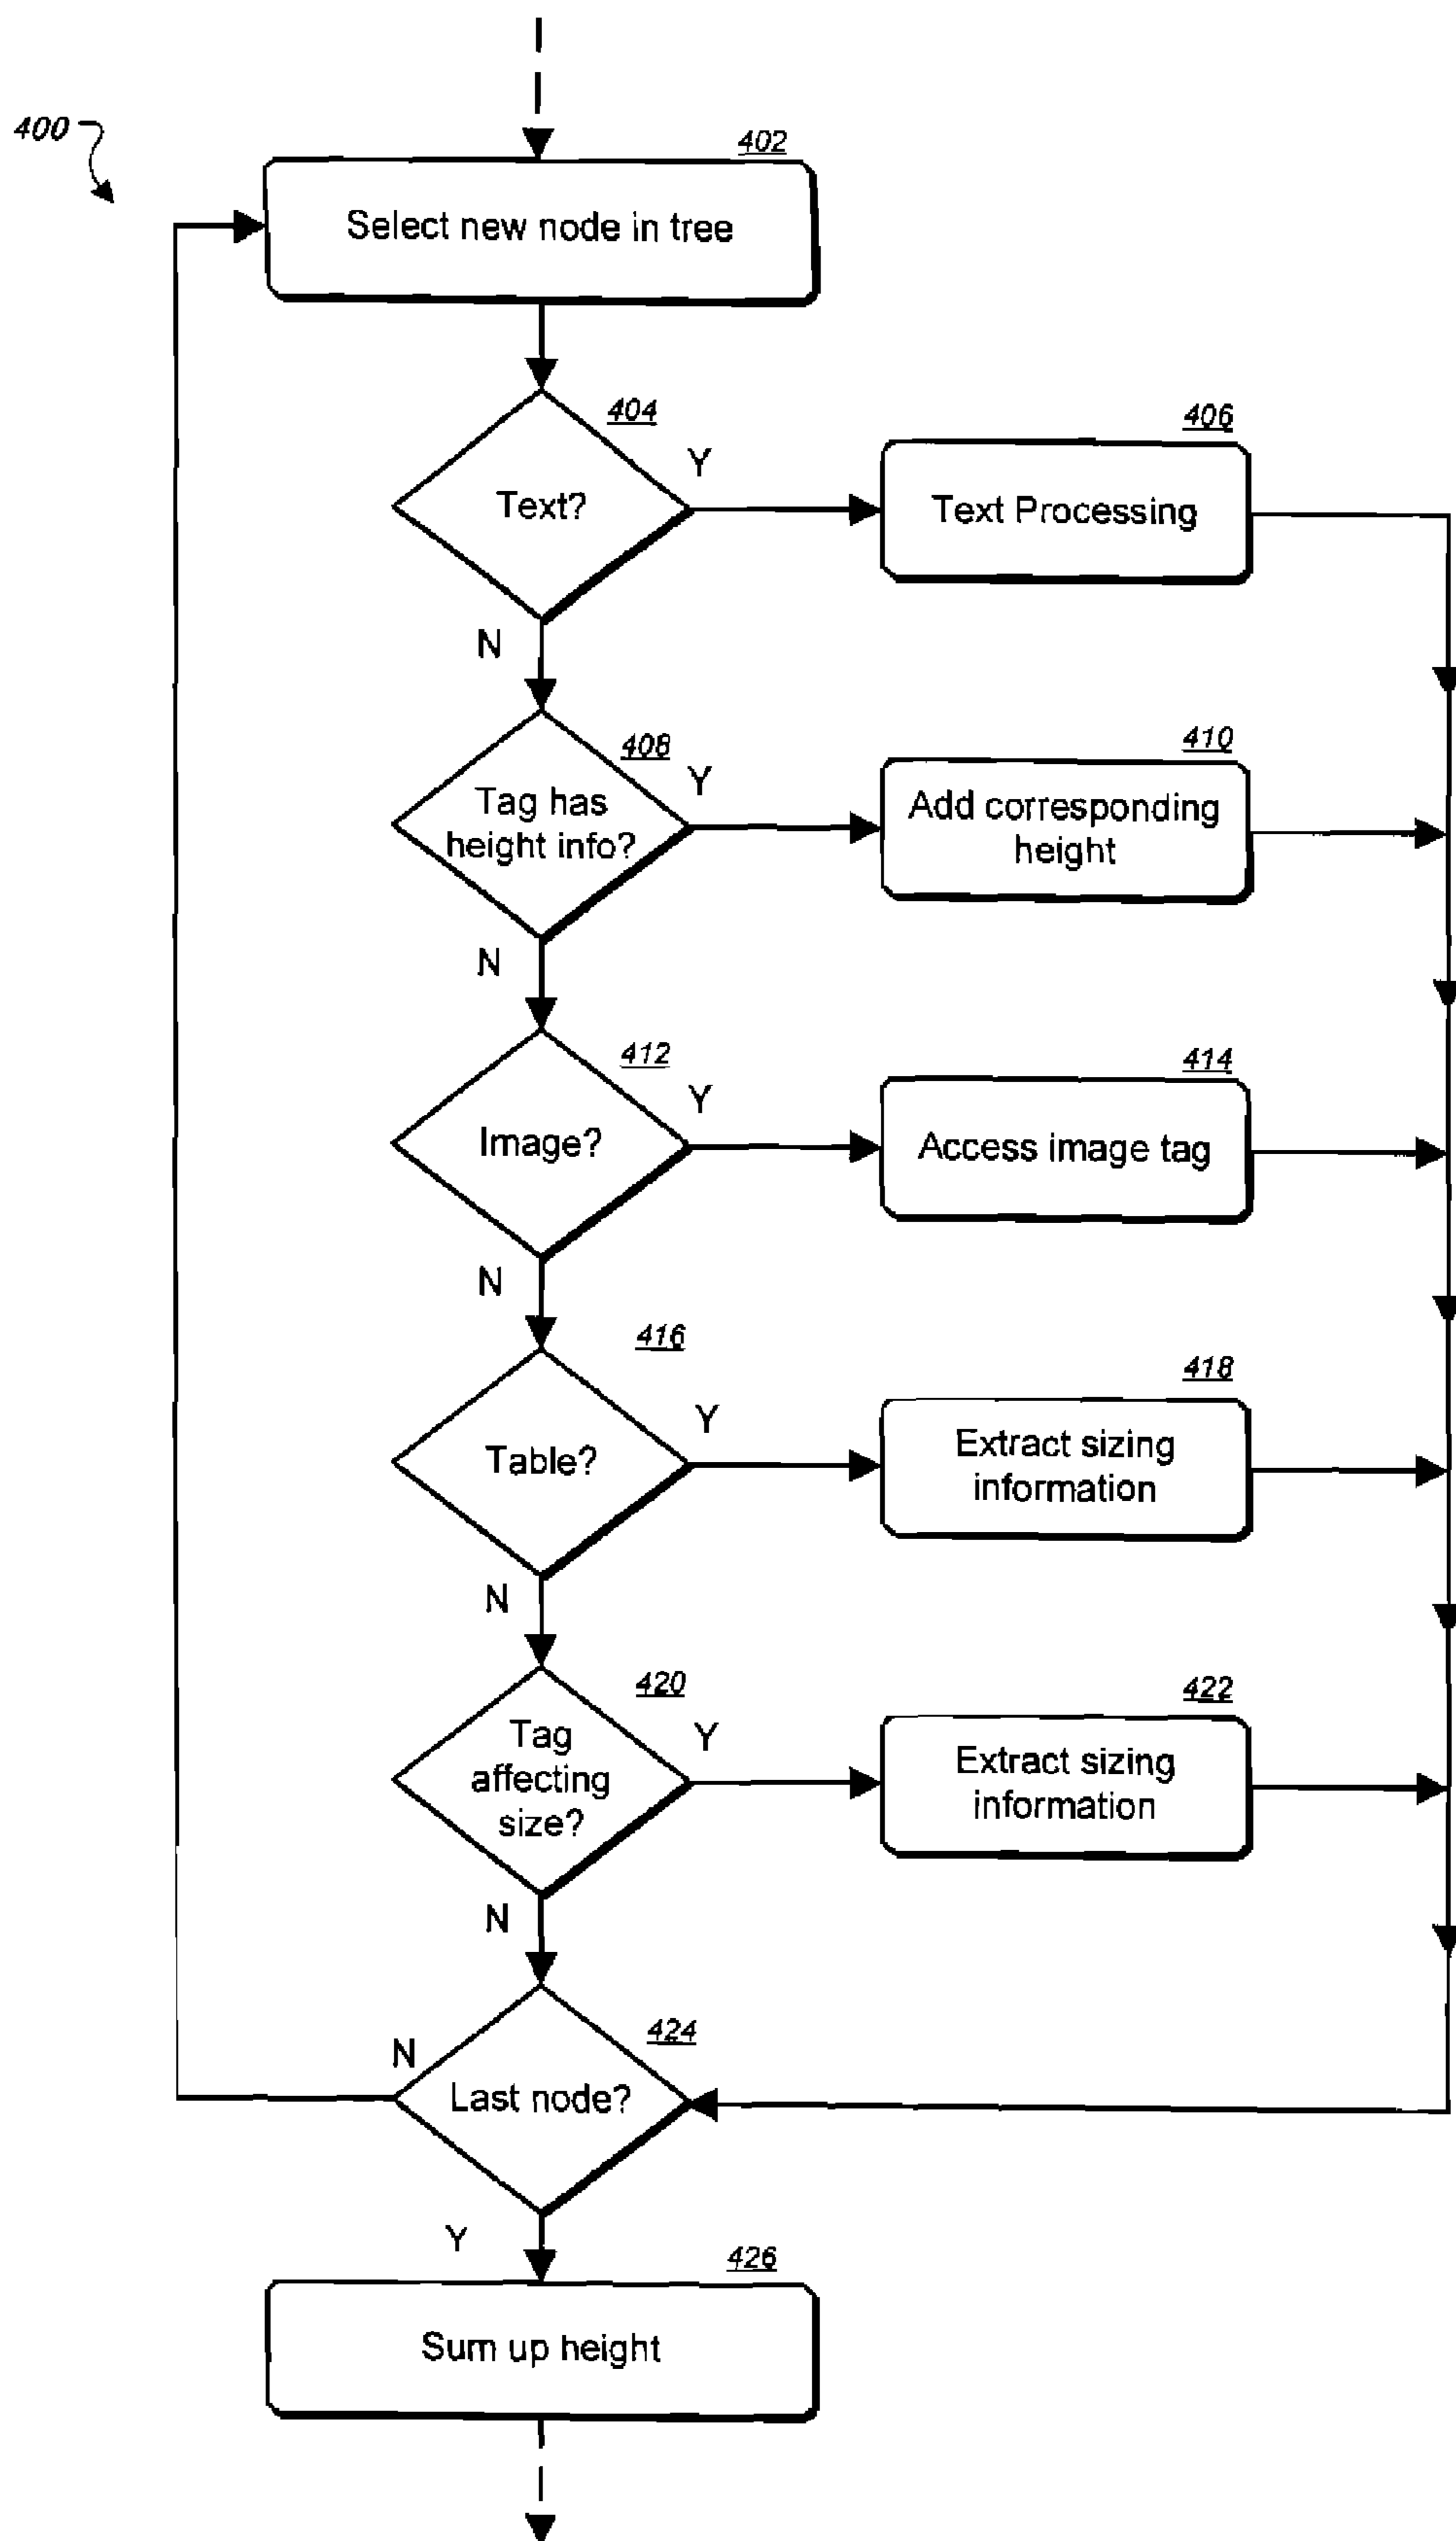 400
402
Select new node in tree
404
Text?
Y
406
Text Processing
N
408
Tag has
height info?
Y
410
Add corresponding
height
N
412
Image?
Y
414
Access image tag
N
416
Table?
Y
418
Extract sizing
information
N
420
Tag
affecting
size?
Y
422
Extract sizing
information
N
424
N
Last node?
Y
426
Sum up height